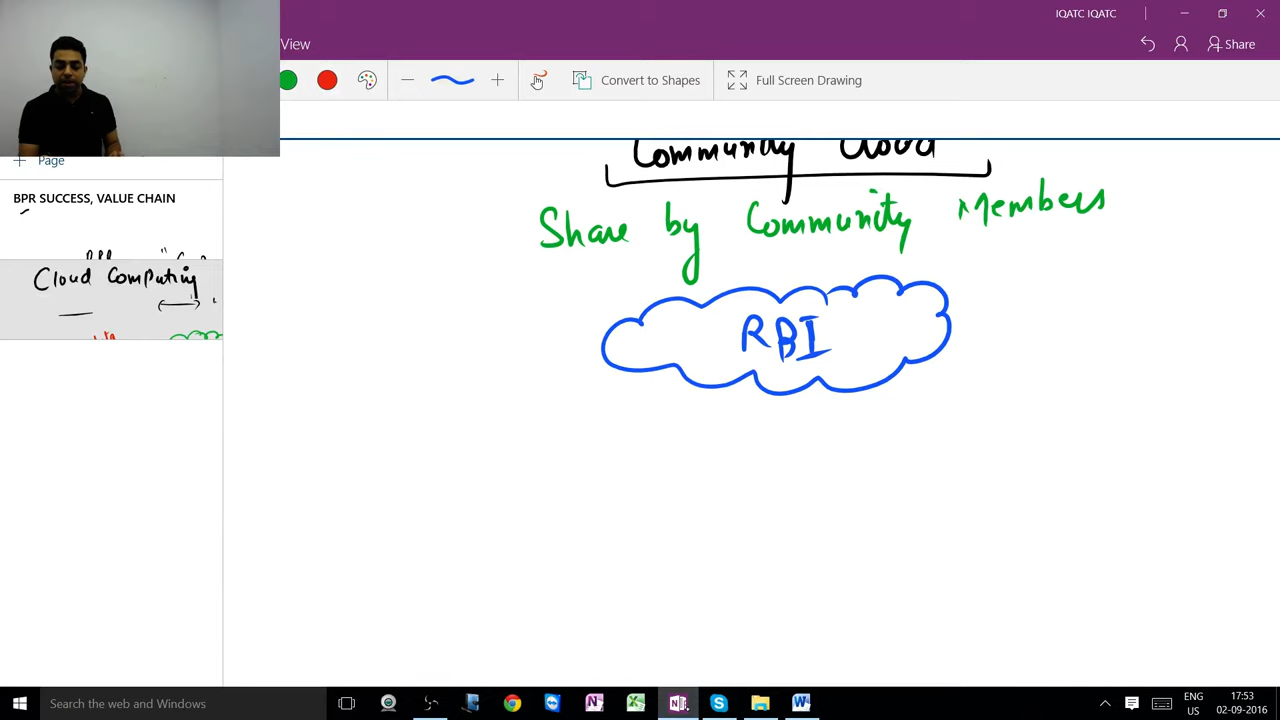 IQATC IQATC
View
Share
Convert to Shapes
Full Screen Drawing
Page
Community Cloud
BPR SUCCESS, VALUE CHAIN
Share by Community Members
Cloud Computing
RBI
Search the web and Windows
ENG
US
17:53
02-09-2016